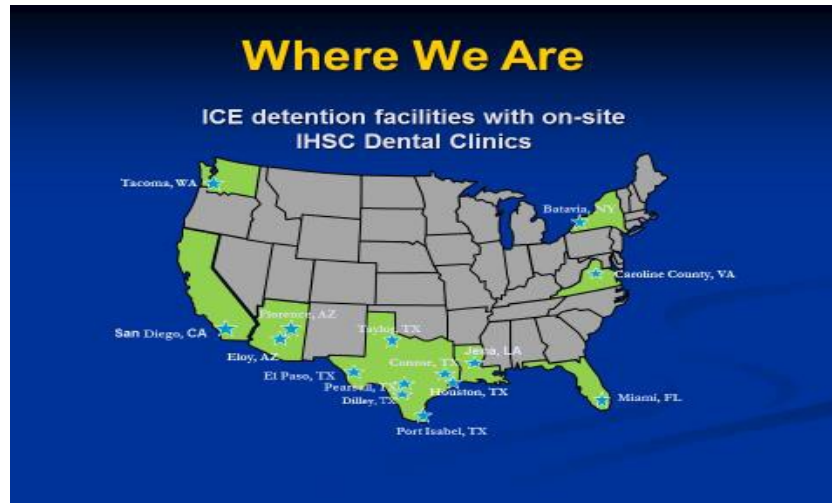 Where We Are
ICE detention facilities with on-site
IHSC Dental Clinics
Tacoma, WA
Batavia, NY
Caroline County, VA
Florence, AZ
San Diego, CA
Taylor, TX
Jena, LA
Eloy, AZ
Conroe, TX
El Paso, TX
Pearsall, TX
Houston, TX
Dilley, TX
Miami, FL
Port Isabel, TX